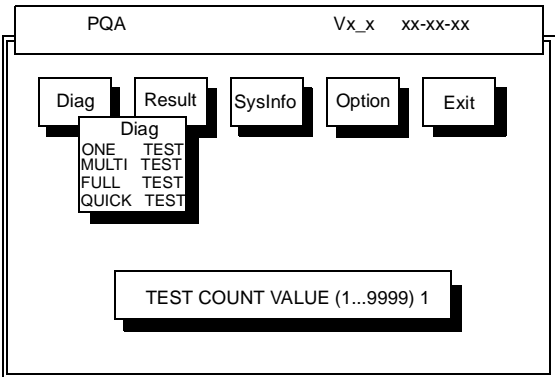 PQA Vx_x xx-xx-xx
Diag Result SysInfo Option Exit
Diag
ONE TEST
MULTI TEST
FULL TEST
QUICK TEST
TEST COUNT VALUE (1...9999) 1